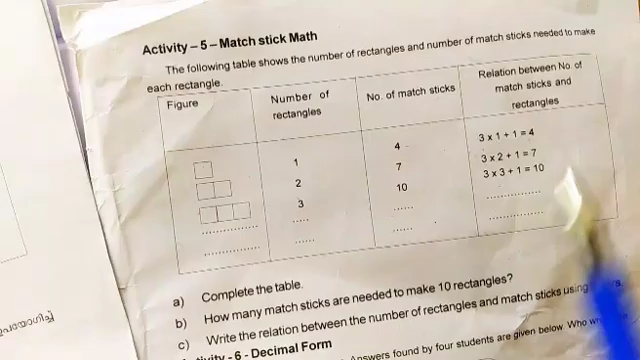 Activity – 5 – Match stick Math
The following table shows the number of rectangles and number of match sticks needed to make
each rectangle.
Figure
Number of rectangles
No. of match sticks
Relation between No. of match sticks and rectangles
1 4 3 x 1 + 1 = 4
2 7 3 x 2 + 1 = 7
3 10 3 x 3 + 1 = 10
.................. ...... ...... ..................
.................. ...... ...... ..................
a) Complete the table.
b) How many match sticks are needed to make 10 rectangles?
c) Write the relation between the number of rectangles and match sticks using
- 6 - Decimal Form
Answers found by four students are given below